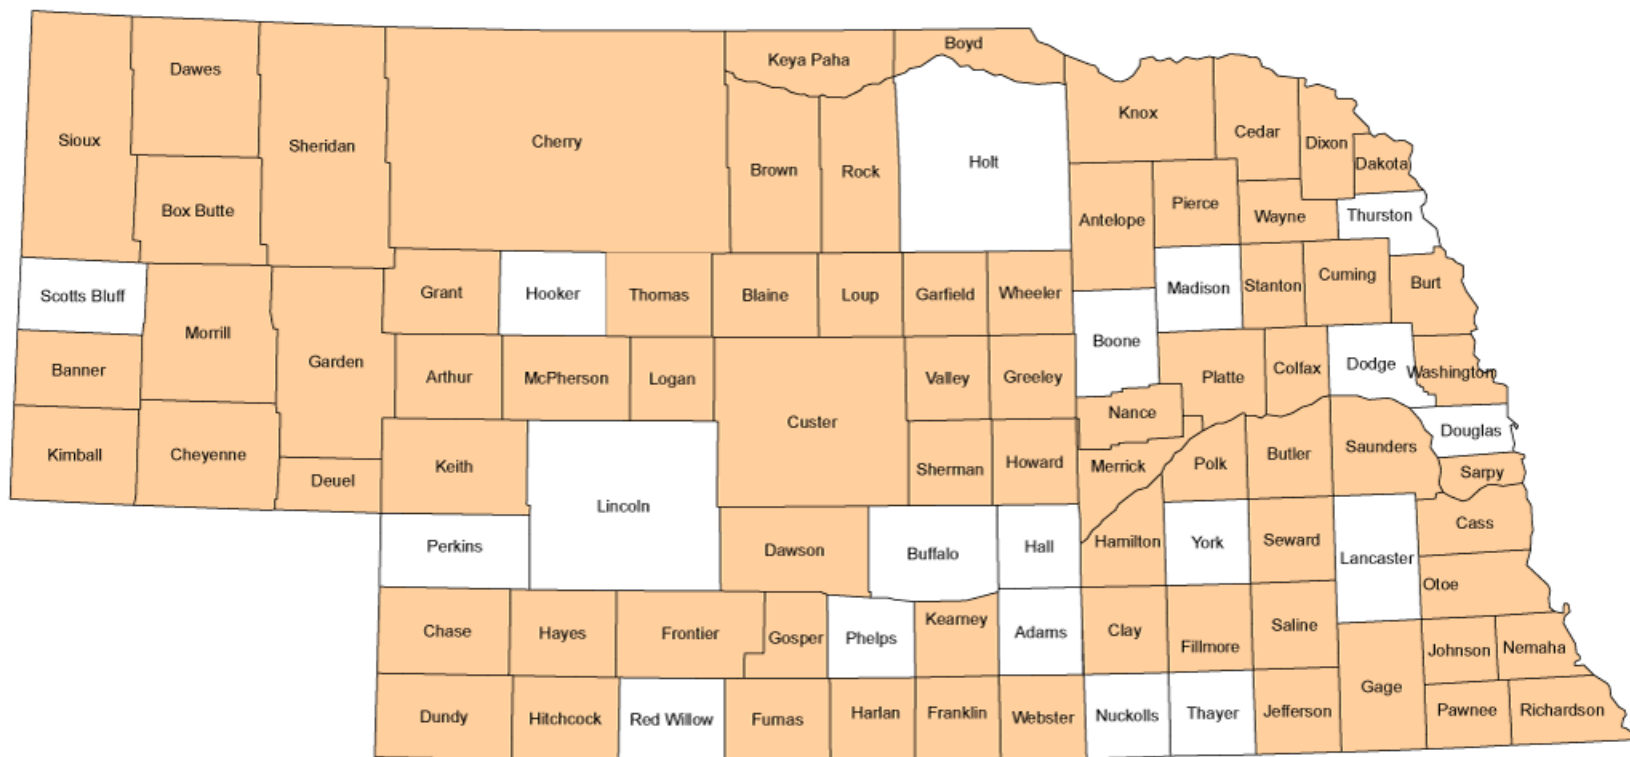 Boyd
Keya Paha
Dawes
Knox
Cedar
Sioux
Cherry
Dixon
Sheridan
Holt
Dakota
Brown
Rock
Pierce
Box Butte
Thurston
Wayne
Antelope
Cuming
Burt
Stanton
Madison
Scotts Bluff
Grant
Hooker
Thomas
Blaine
Loup
Garfield
Wheeler
Morrill
Boone
Garden
Dodge
Colfax
Washington
Banner
Arthur
McPherson
Logan
Valley
Greeley
Platte
Nance
Custer
Douglas
Saunders
Kimball
Cheyenne
Butler
Keith
Sherman
Howard
Merrick
Polk
Sarpy
Deuel
Lincoln
Cass
Perkins
Dawson
Buffalo
Hall
Hamilton
York
Seward
Lancaster
Otoe
Kearney
Chase
Hayes
Frontier
Gosper
Phelps
Adams
Clay
Saline
Fillmore
Johnson
Nemaha
Gage
Dundy
Hitchcock
Red Willow
Furnas
Harlan
Franklin
Webster
Nuckolls
Thayer
Jefferson
Pawnee
Richardson